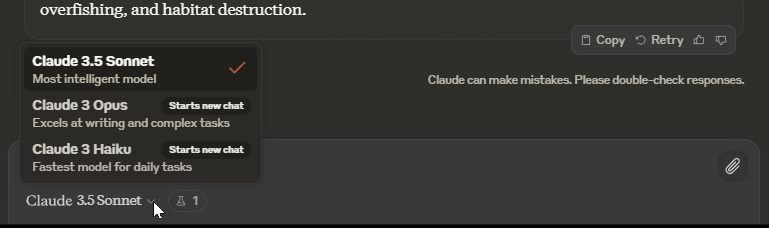 overfishing, and habitat destruction.
Copy Retry
Claude 3.5 Sonnet
Most intelligent model
Claude can make mistakes. Please double-check responses.
Claude 3 Opus Starts new chat
Excels at writing and complex tasks
Claude 3 Haiku Starts new chat
Fastest model for daily tasks
Claude 3.5 Sonnet 1